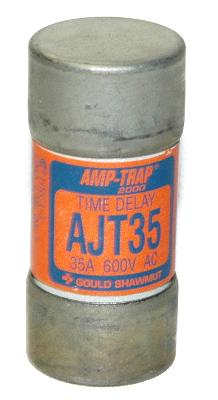 AMP-TRAP®
2000
TIME DELAY
AJT35
35A 600V AC
GOULD SHAWMUT